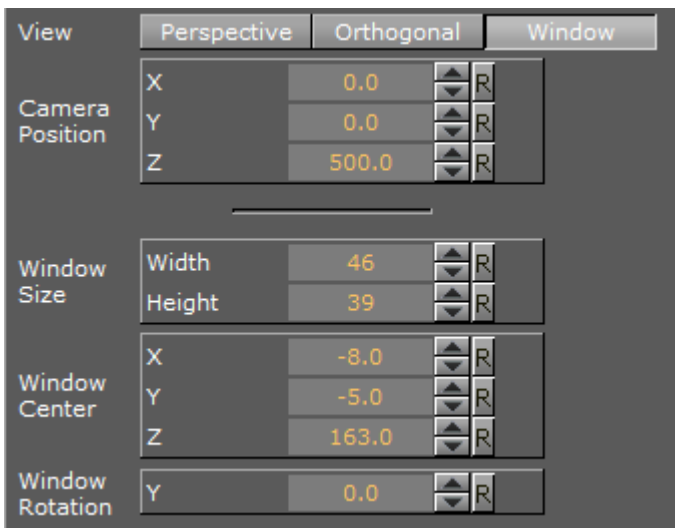 View Perspective Orthogonal Window
Camera Position
X 0.0 R
Y 0.0 R
Z 500.0 R
Window Size
Width 46 R
Height 39 R
Window Center
X -8.0 R
Y -5.0 R
Z 163.0 R
Window Rotation
Y 0.0 R